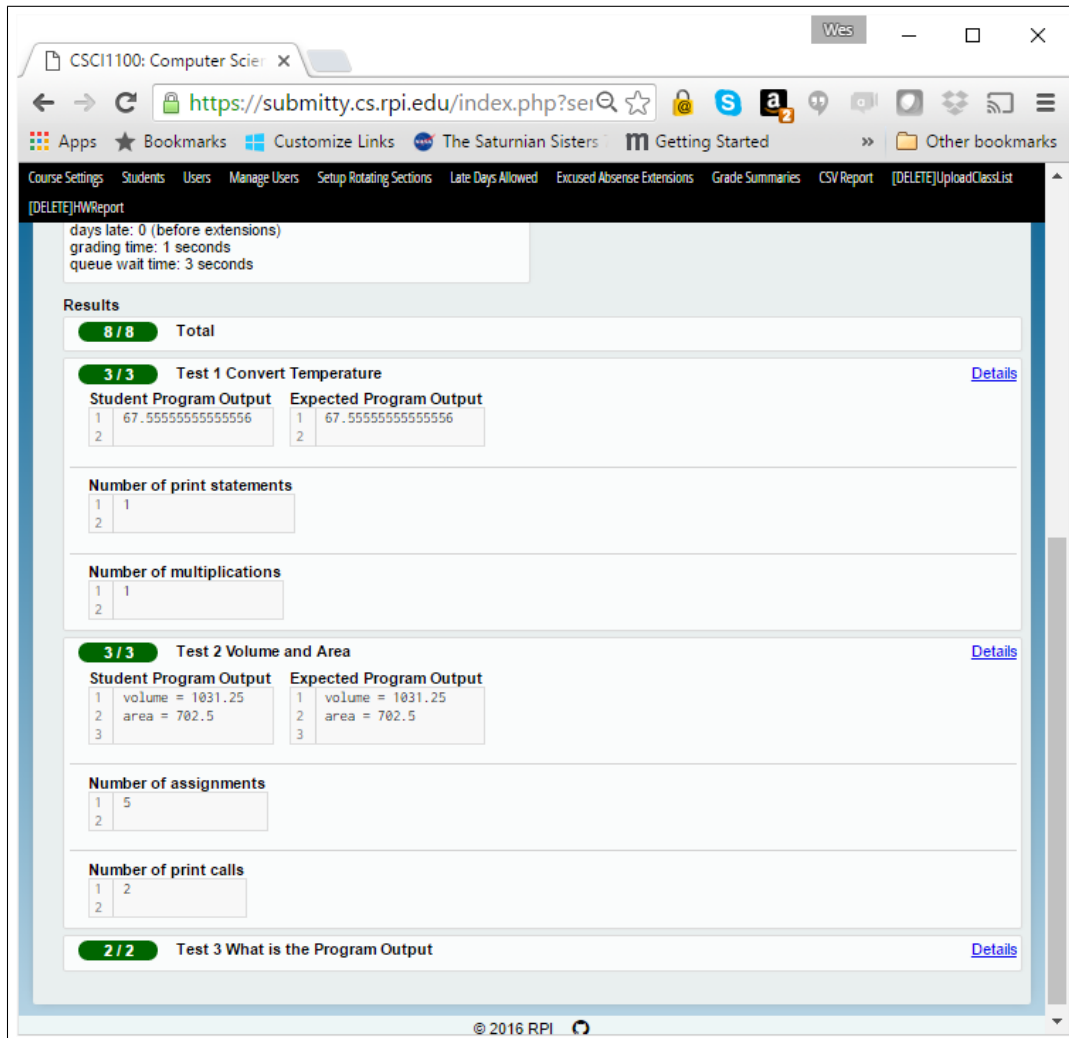 Wes
CSCI1100: Computer Scier
https://submitty.cs.rpi.edu/index.php?ser
2
Apps Bookmarks Customize Links The Saturnian Sisters Getting Started » Other bookmarks
Course Settings Students Users Manage Users Setup Rotating Sections Late Days Allowed Excused Absense Extensions Grade Summaries CSV Report [DELETE]UploadClassList
[DELETE]HWReport
days late: 0 (before extensions)
grading time: 1 seconds
queue wait time: 3 seconds
Results
8 / 8 Total
3 / 3 Test 1 Convert Temperature Details
Student Program Output Expected Program Output
1 67.55555555555556 1 67.55555555555556
2 2
Number of print statements
1 1
2
Number of multiplications
1 1
2
3 / 3 Test 2 Volume and Area Details
Student Program Output Expected Program Output
1 volume = 1031.25 1 volume = 1031.25
2 area = 702.5 2 area = 702.5
3 3
Number of assignments
1 5
2
Number of print calls
1 2
2
2 / 2 Test 3 What is the Program Output Details
© 2016 RPI